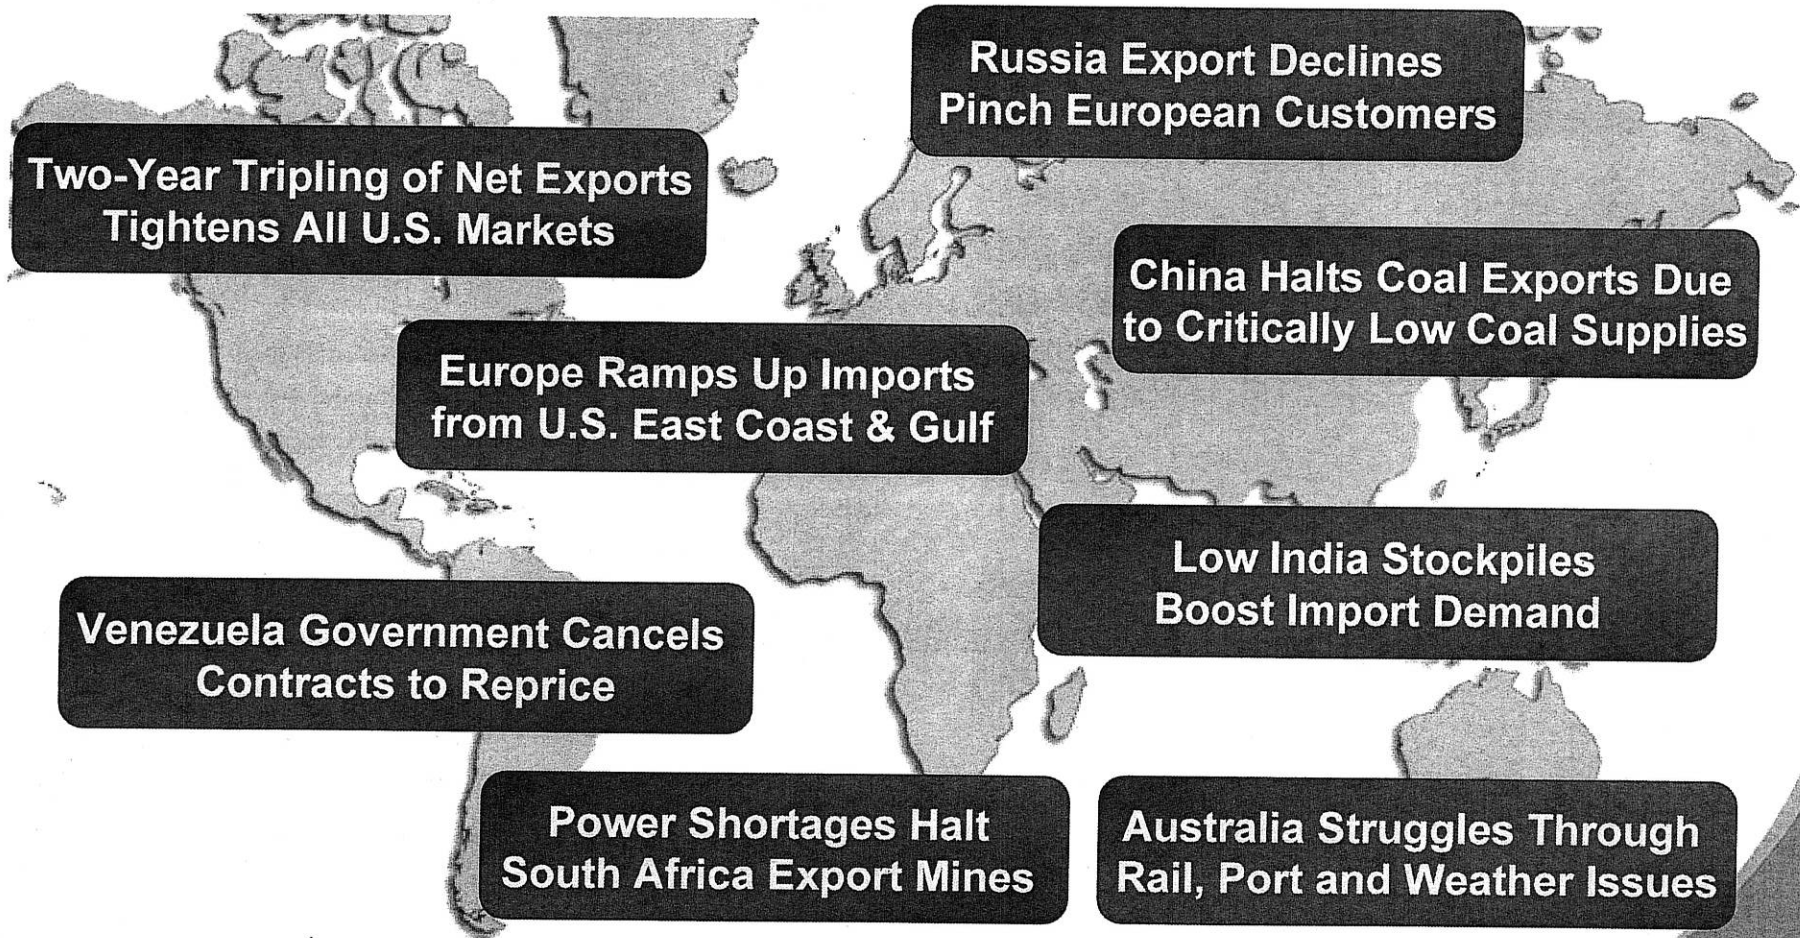 Russia Export Declines
Pinch European Customers
Two-Year Tripling of Net Exports
Tightens All U.S. Markets
China Halts Coal Exports Due
to Critically Low Coal Supplies
Europe Ramps Up Imports
from U.S. East Coast & Gulf
Low India Stockpiles
Boost Import Demand
Venezuela Government Cancels
Contracts to Reprice
Power Shortages Halt
South Africa Export Mines
Australia Struggles Through
Rail, Port and Weather Issues